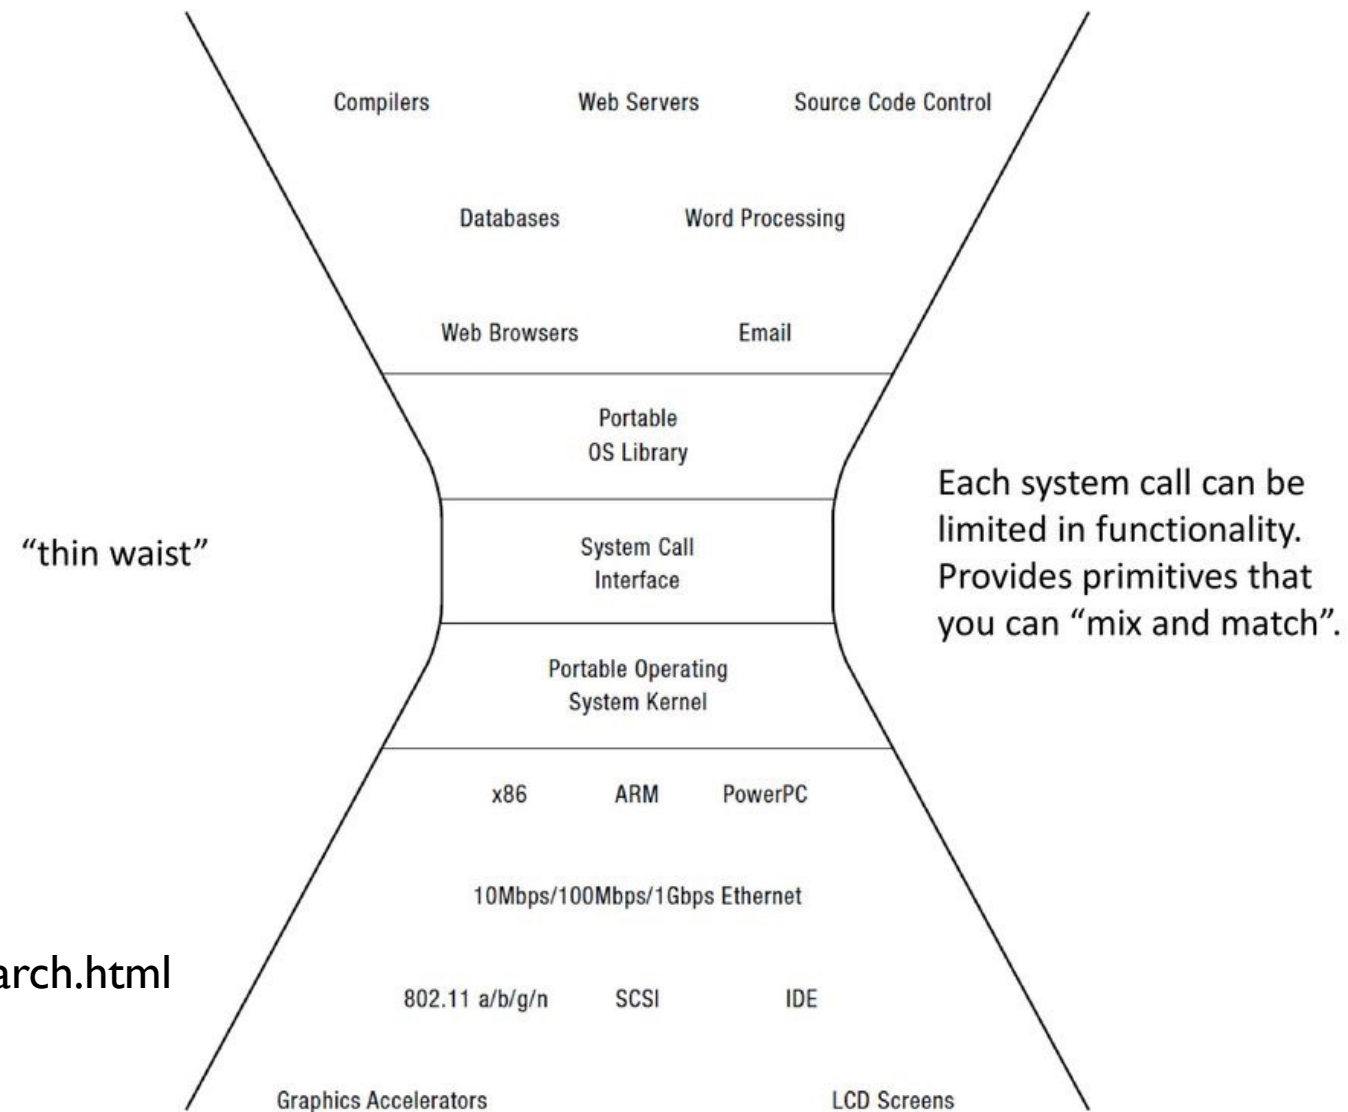 Compilers Web Servers Source Code Control
Databases Word Processing
Web Browsers Email
Portable
OS Library
"thin waist"
System Call
Interface
Each system call can be
limited in functionality.
Provides primitives that
you can “mix and match”.
Portable Operating
System Kernel
x86 ARM PowerPC
10Mbps/100Mbps/1Gbps Ethernet
arch.html
802.11 a/b/g/n SCSI IDE
Graphics Accelerators LCD Screens